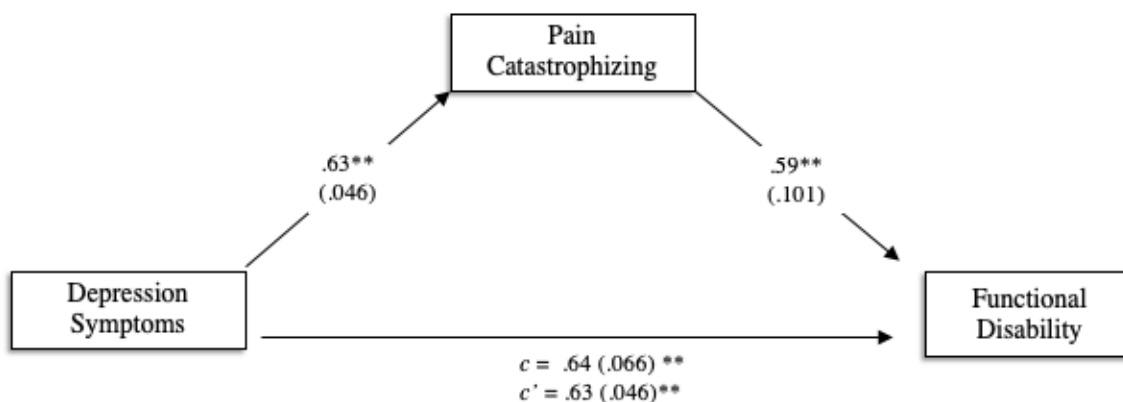 Pain
Catastrophizing
.63**
(.046)
.59**
(.101)
Depression
Symptoms
Functional
Disability
c = .64 (.066) **
c’ = .63 (.046)**